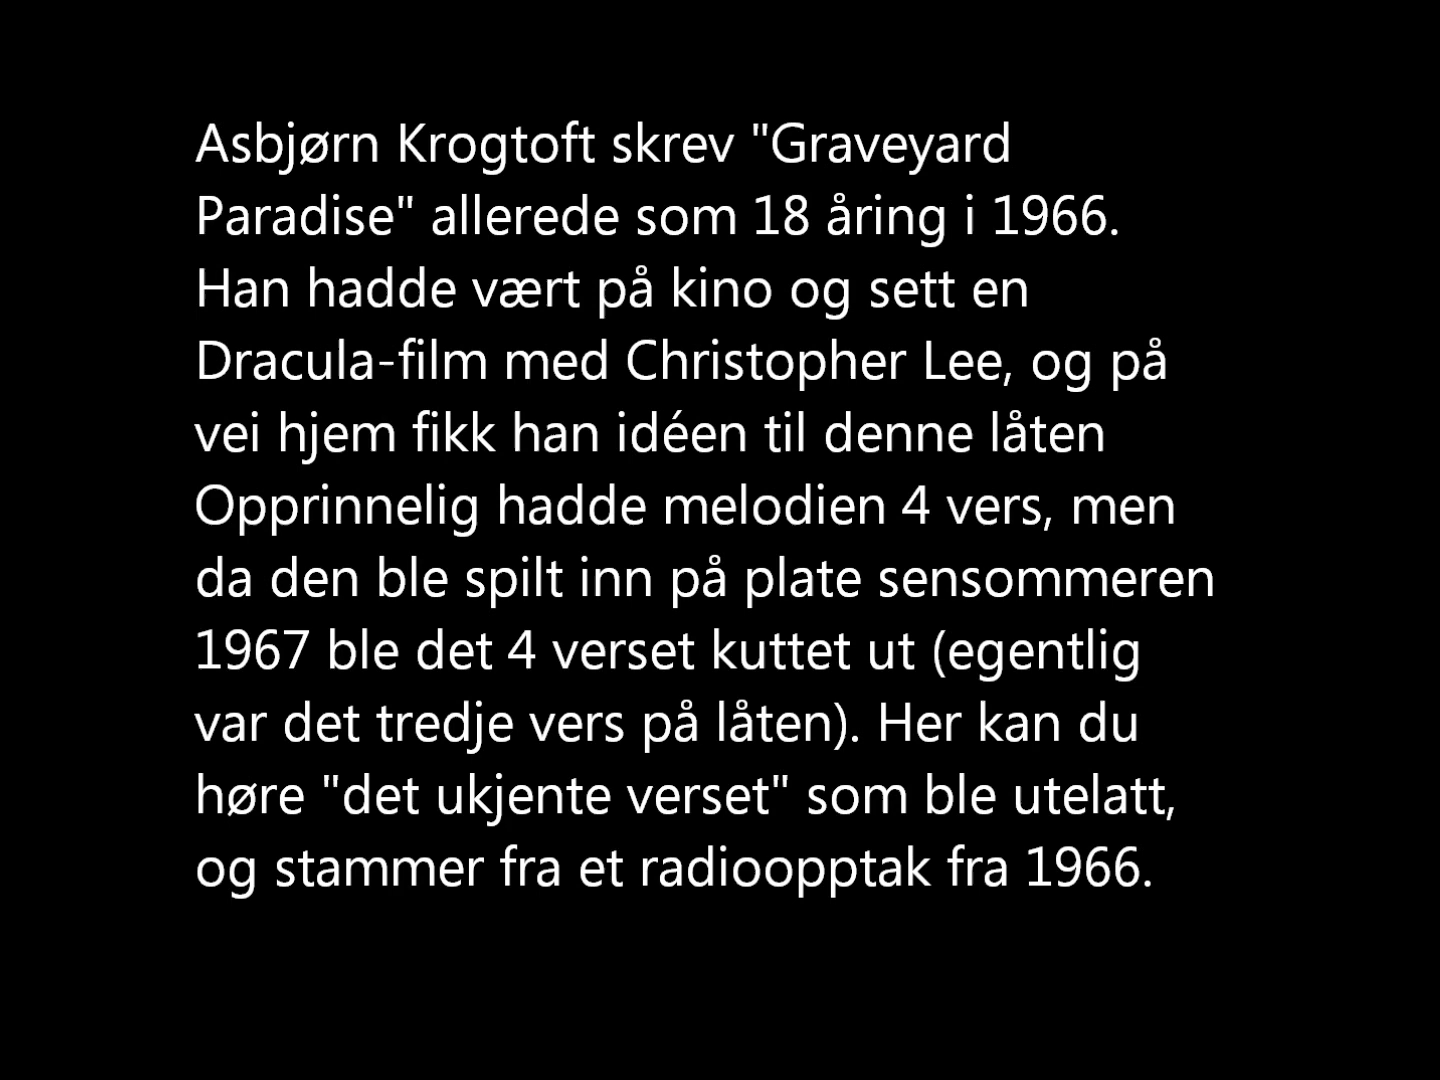 Asbjørn Krogtoft skrev "Graveyard
Paradise" allerede som 18 åring i 1966.
Han hadde vært på kino og sett en
Dracula-film med Christopher Lee, og på
vei hjem fikk han idéen til denne låten
Opprinnelig hadde melodien 4 vers, men
da den ble spilt inn på plate sensommeren
1967 ble det 4 verset kuttet ut (egentlig
var det tredje vers på låten). Her kan du
høre "det ukjente verset" som ble utelatt,
og stammer fra et radioopptak fra 1966.